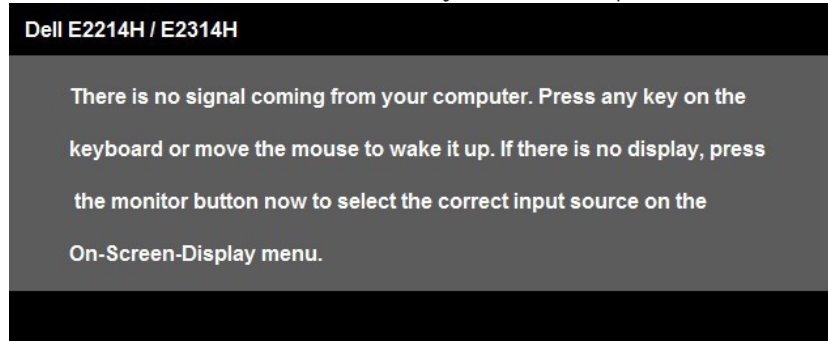 Dell E2214H / E2314H
There is no signal coming from your computer. Press any key on the
keyboard or move the mouse to wake it up. If there is no display, press
the monitor button now to select the correct input source on the
On-Screen-Display menu.